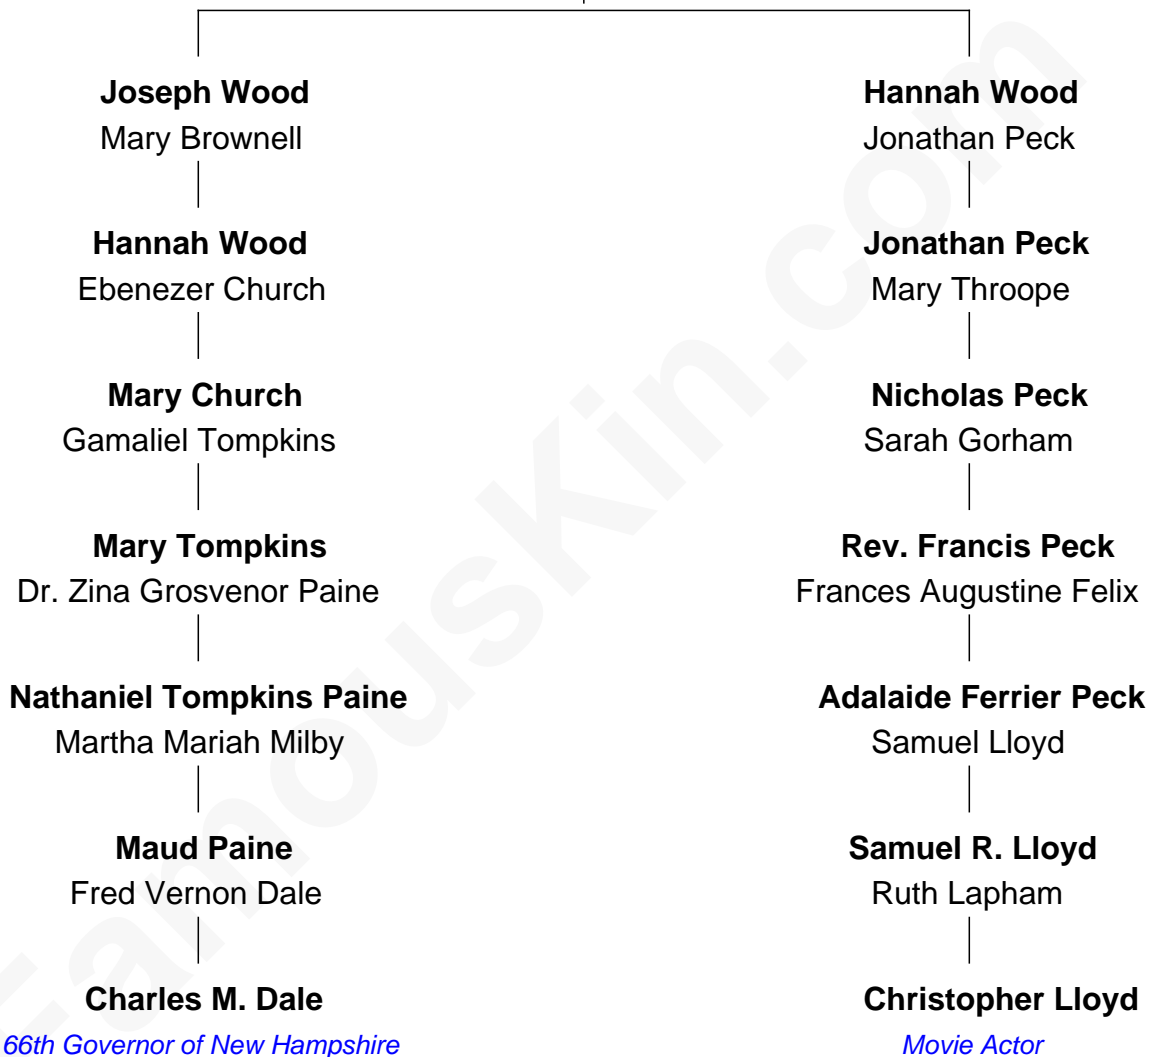 Joseph Wood
Mary Brownell
Hannah Wood
Jonathan Peck
Hannah Wood
Ebenezer Church
Jonathan Peck
Mary Throope
Mary Church
Gamaliel Tompkins
Nicholas Peck
Sarah Gorham
Mary Tompkins
Dr. Zina Grosvenor Paine
Rev. Francis Peck
Frances Augustine Felix
Nathaniel Tompkins Paine
Martha Mariah Milby
Adalaide Ferrier Peck
Samuel Lloyd
Maud Paine
Fred Vernon Dale
Samuel R. Lloyd
Ruth Lapham
Charles M. Dale
66th Governor of New Hampshire
Christopher Lloyd
Movie Actor
FamousKin.com